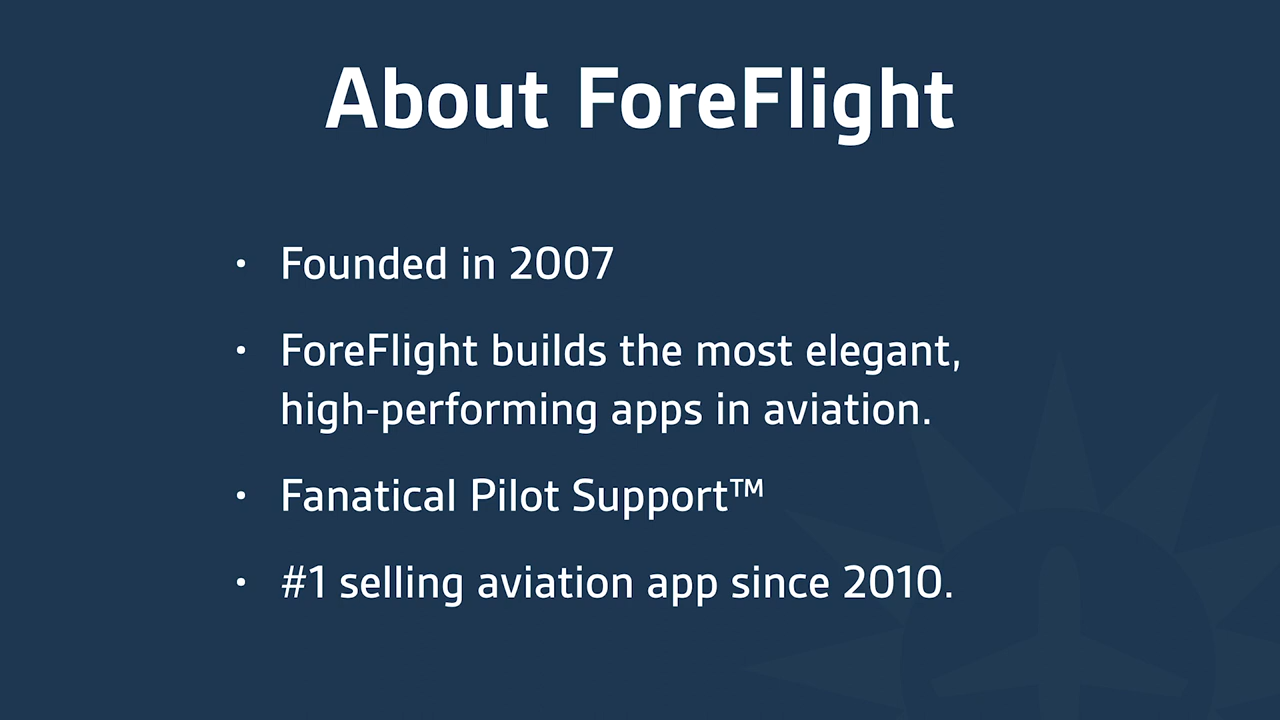 About ForeFlight
• Founded in 2007
• ForeFlight builds the most elegant,
high-performing apps in aviation.
• Fanatical Pilot Support™
• #1 selling aviation app since 2010.